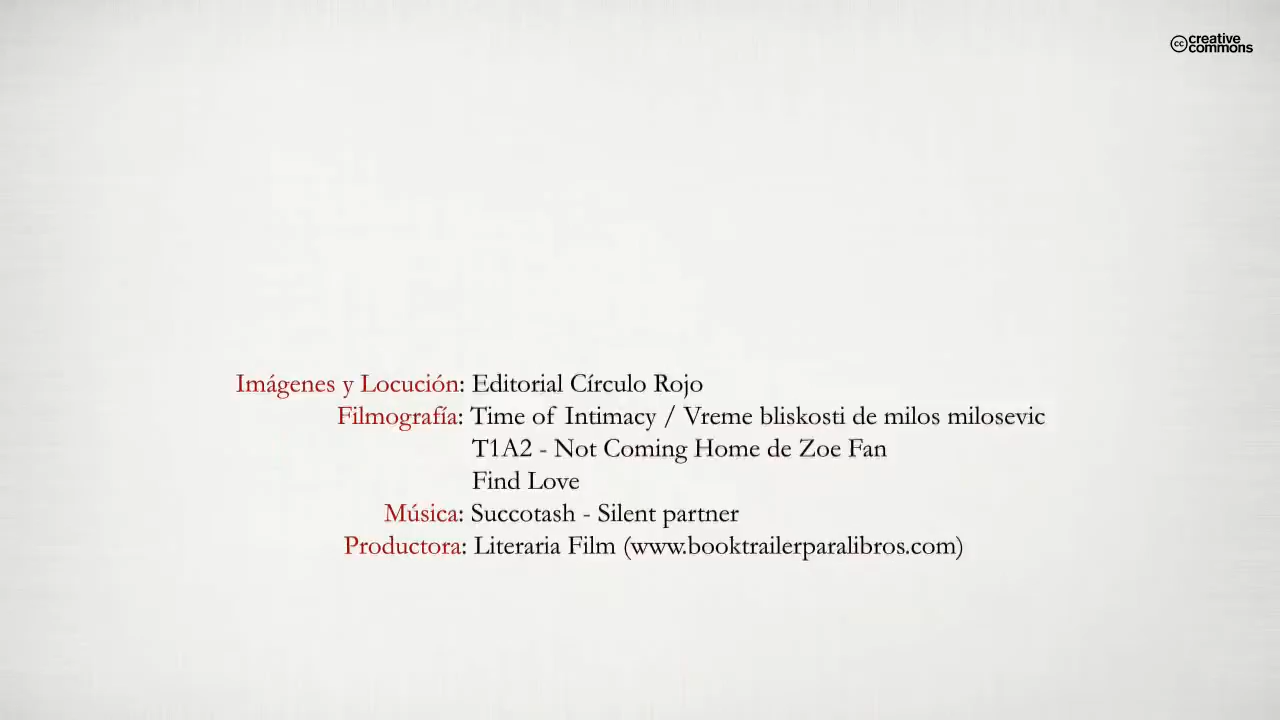 creative
commons
Imágenes y Locución: Editorial Círculo Rojo
Filmografía: Time of Intimacy / Vreme bliskosti de milos milosevic
T1A2 - Not Coming Home de Zoe Fan
Find Love
Música: Succotash - Silent partner
Productora: Literaria Film (www.booktrailerparalibros.com)